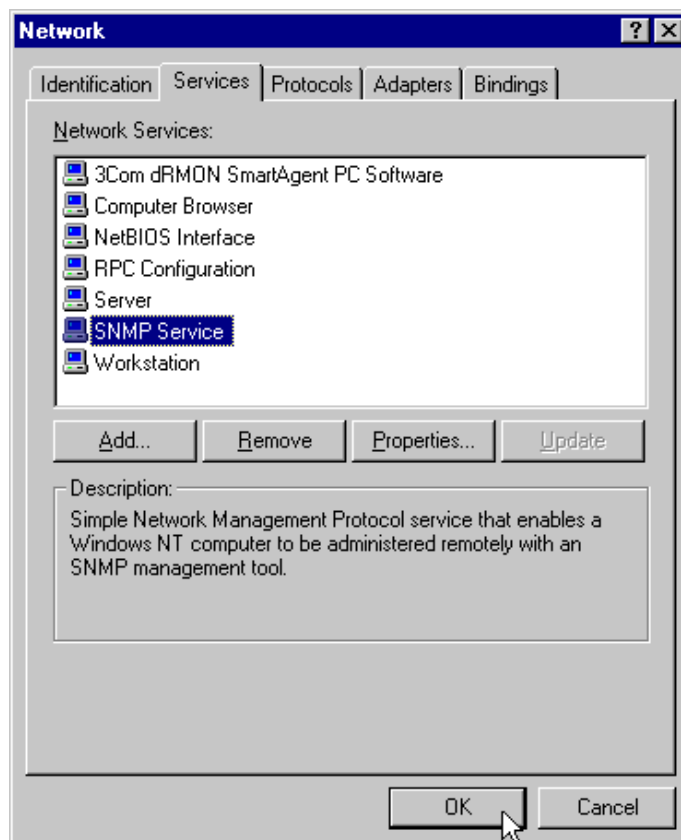 Network
Identification Services Protocols Adapters Bindings
Network Services:
3Com dRMON SmartAgent PC Software
Computer Browser
NetBIOS Interface
RPC Configuration
Server
SNMP Service
Workstation
Add... Remove Properties... Update
Description:
Simple Network Management Protocol service that enables a
Windows NT computer to be administered remotely with an
SNMP management tool.
OK Cancel